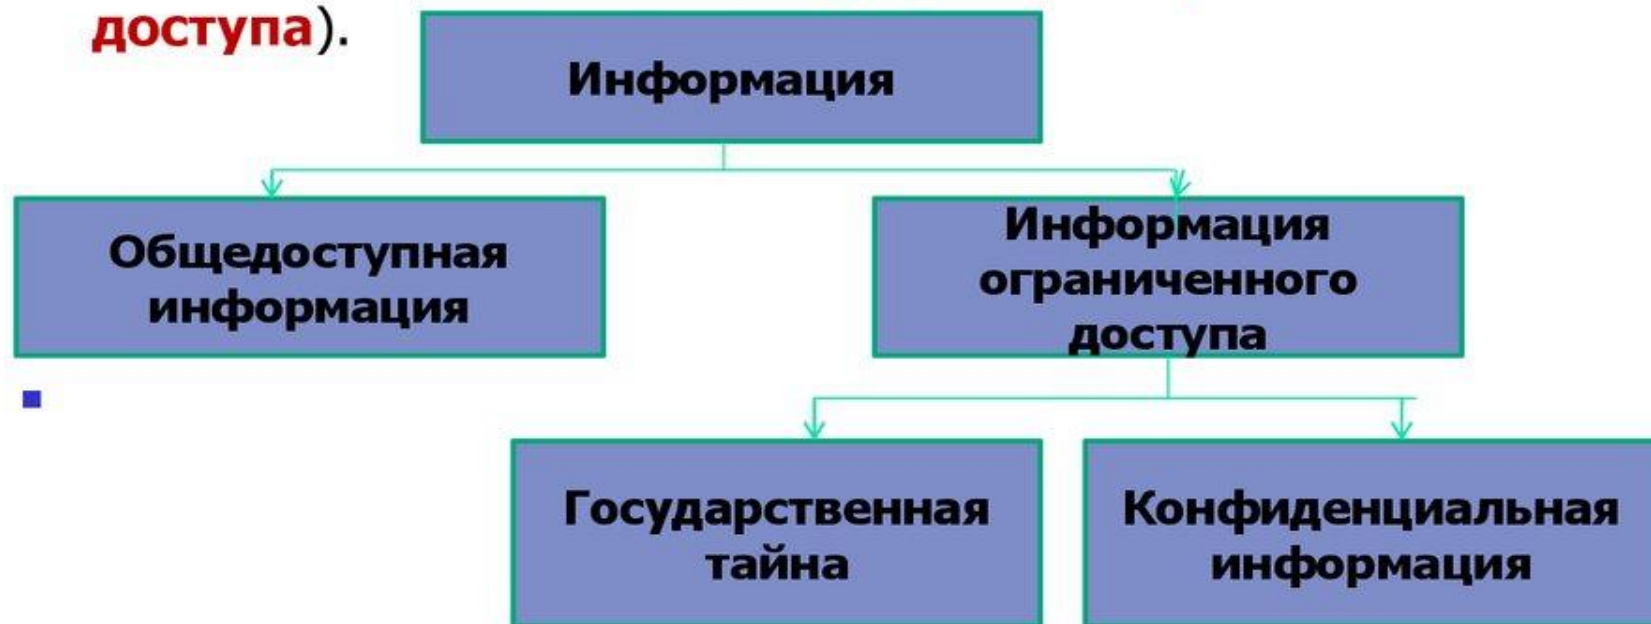 доступа).
Информация
Общедоступная
информация
Информация
ограниченного
доступа
Государственная
тайна
Конфиденциальная
информация